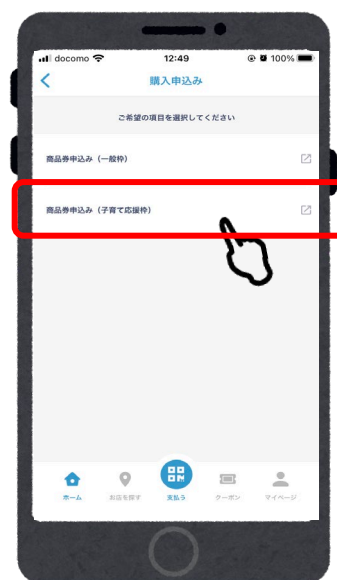 docomo 12:49 100%
購入申込み
ご希望の項目を選択してください
商品券申込み（一般枠）
商品券申込み（子育て応援枠）
ホーム お店を探す 支払う クーポン マイページ